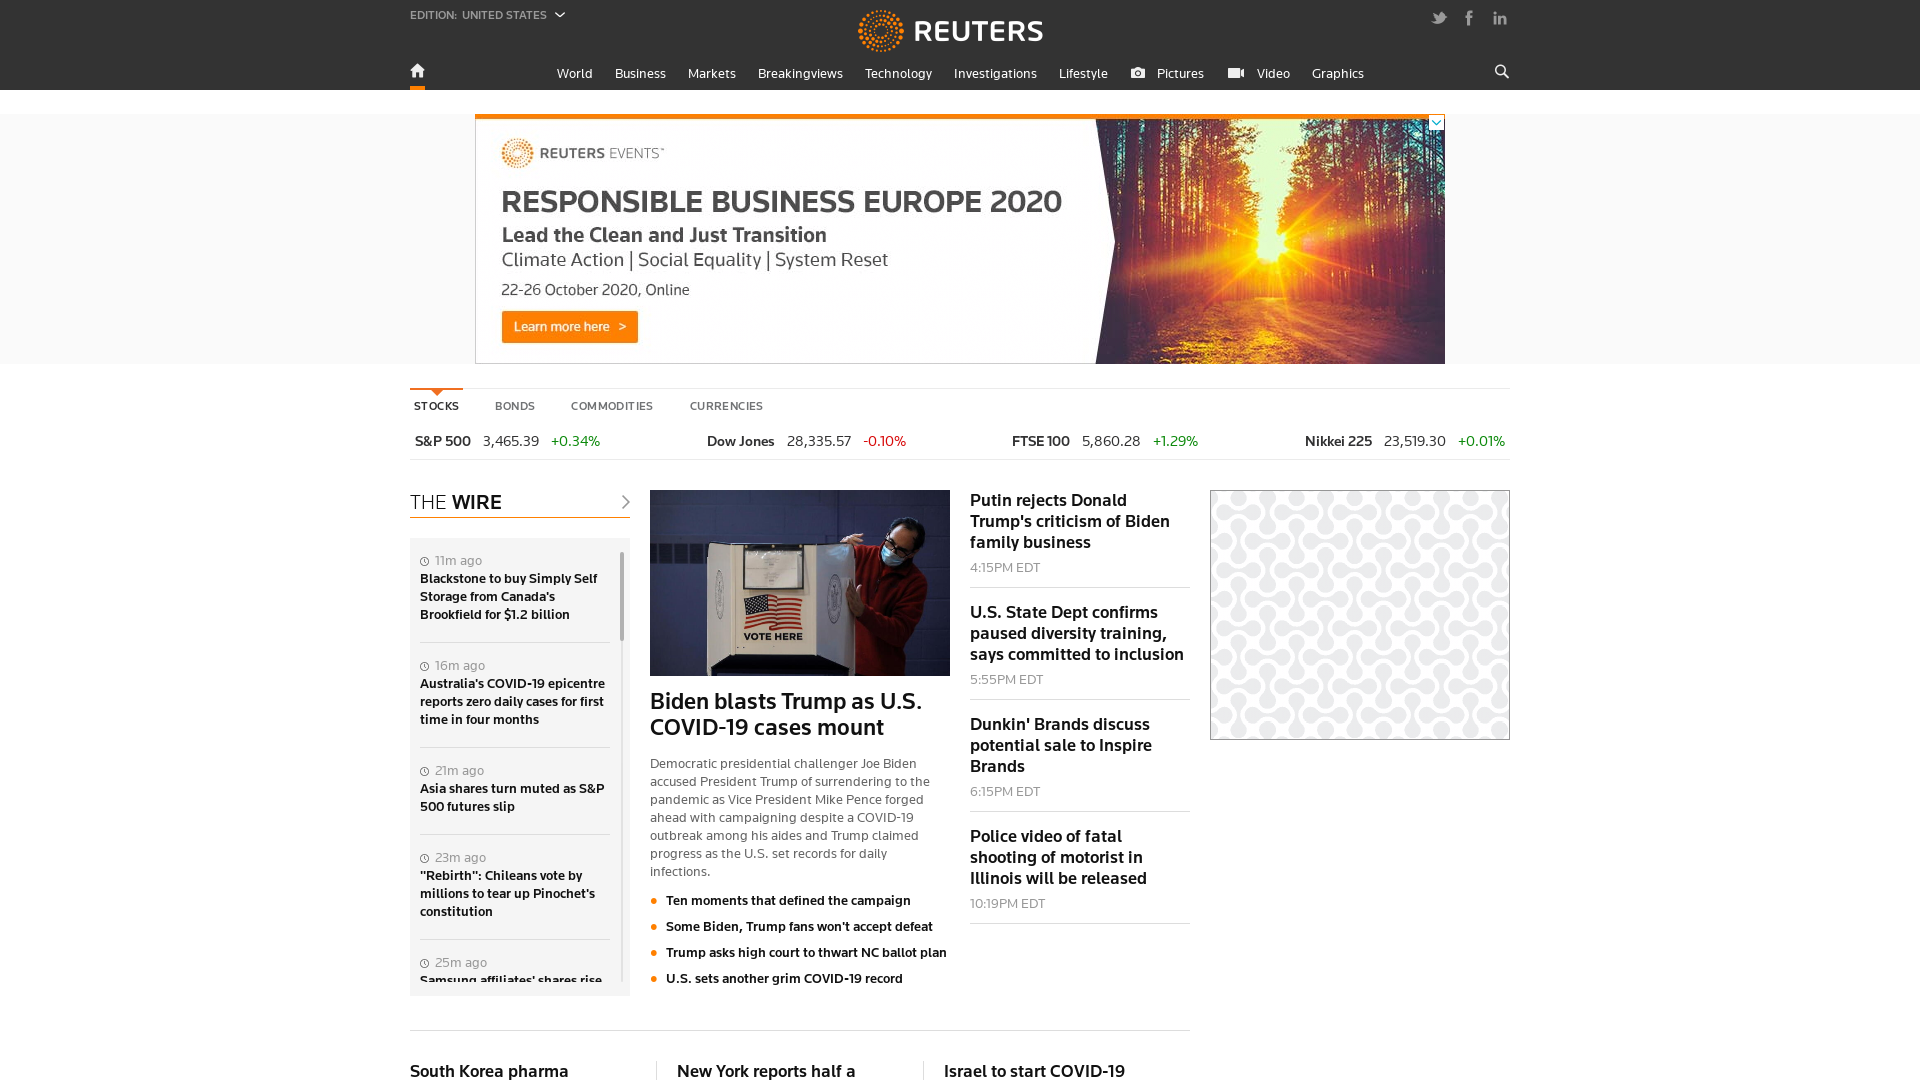 EDITION: UNITED STATES
REUTERS
World Business Markets Breakingviews Technology Investigations Lifestyle Pictures Video Graphics
REUTERS EVENTS™
RESPONSIBLE BUSINESS EUROPE 2020
Lead the Clean and Just Transition
Climate Action | Social Equality | System Reset
22-26 October 2020, Online
Learn more here >
STOCKS BONDS COMMODITIES CURRENCIES
S&P 500 3,465.39 +0.34% Dow Jones 28,335.57 -0.10% FTSE 100 5,860.28 +1.29% Nikkei 225 23,519.30 +0.01%
THE WIRE
11m ago
Blackstone to buy Simply Self
Storage from Canada's
Brookfield for $1.2 billion
16m ago
Australia's COVID-19 epicentre
reports zero daily cases for first
time in four months
21m ago
Asia shares turn muted as S&P
500 futures slip
23m ago
"Rebirth": Chileans vote by
millions to tear up Pinochet's
constitution
25m ago
Samsung affiliates' shares rise
VOTE HERE
Biden blasts Trump as U.S.
COVID-19 cases mount
Democratic presidential challenger Joe Biden
accused President Trump of surrendering to the
pandemic as Vice President Mike Pence forged
ahead with campaigning despite a COVID-19
outbreak among his aides and Trump claimed
progress as the U.S. set records for daily
infections.
Ten moments that defined the campaign
Some Biden, Trump fans won't accept defeat
Trump asks high court to thwart NC ballot plan
U.S. sets another grim COVID-19 record
Putin rejects Donald
Trump's criticism of Biden
family business
4:15PM EDT
U.S. State Dept confirms
paused diversity training,
says committed to inclusion
5:55PM EDT
Dunkin' Brands discuss
potential sale to Inspire
Brands
6:15PM EDT
Police video of fatal
shooting of motorist in
Illinois will be released
10:19PM EDT
South Korea pharma
New York reports half a
Israel to start COVID-19